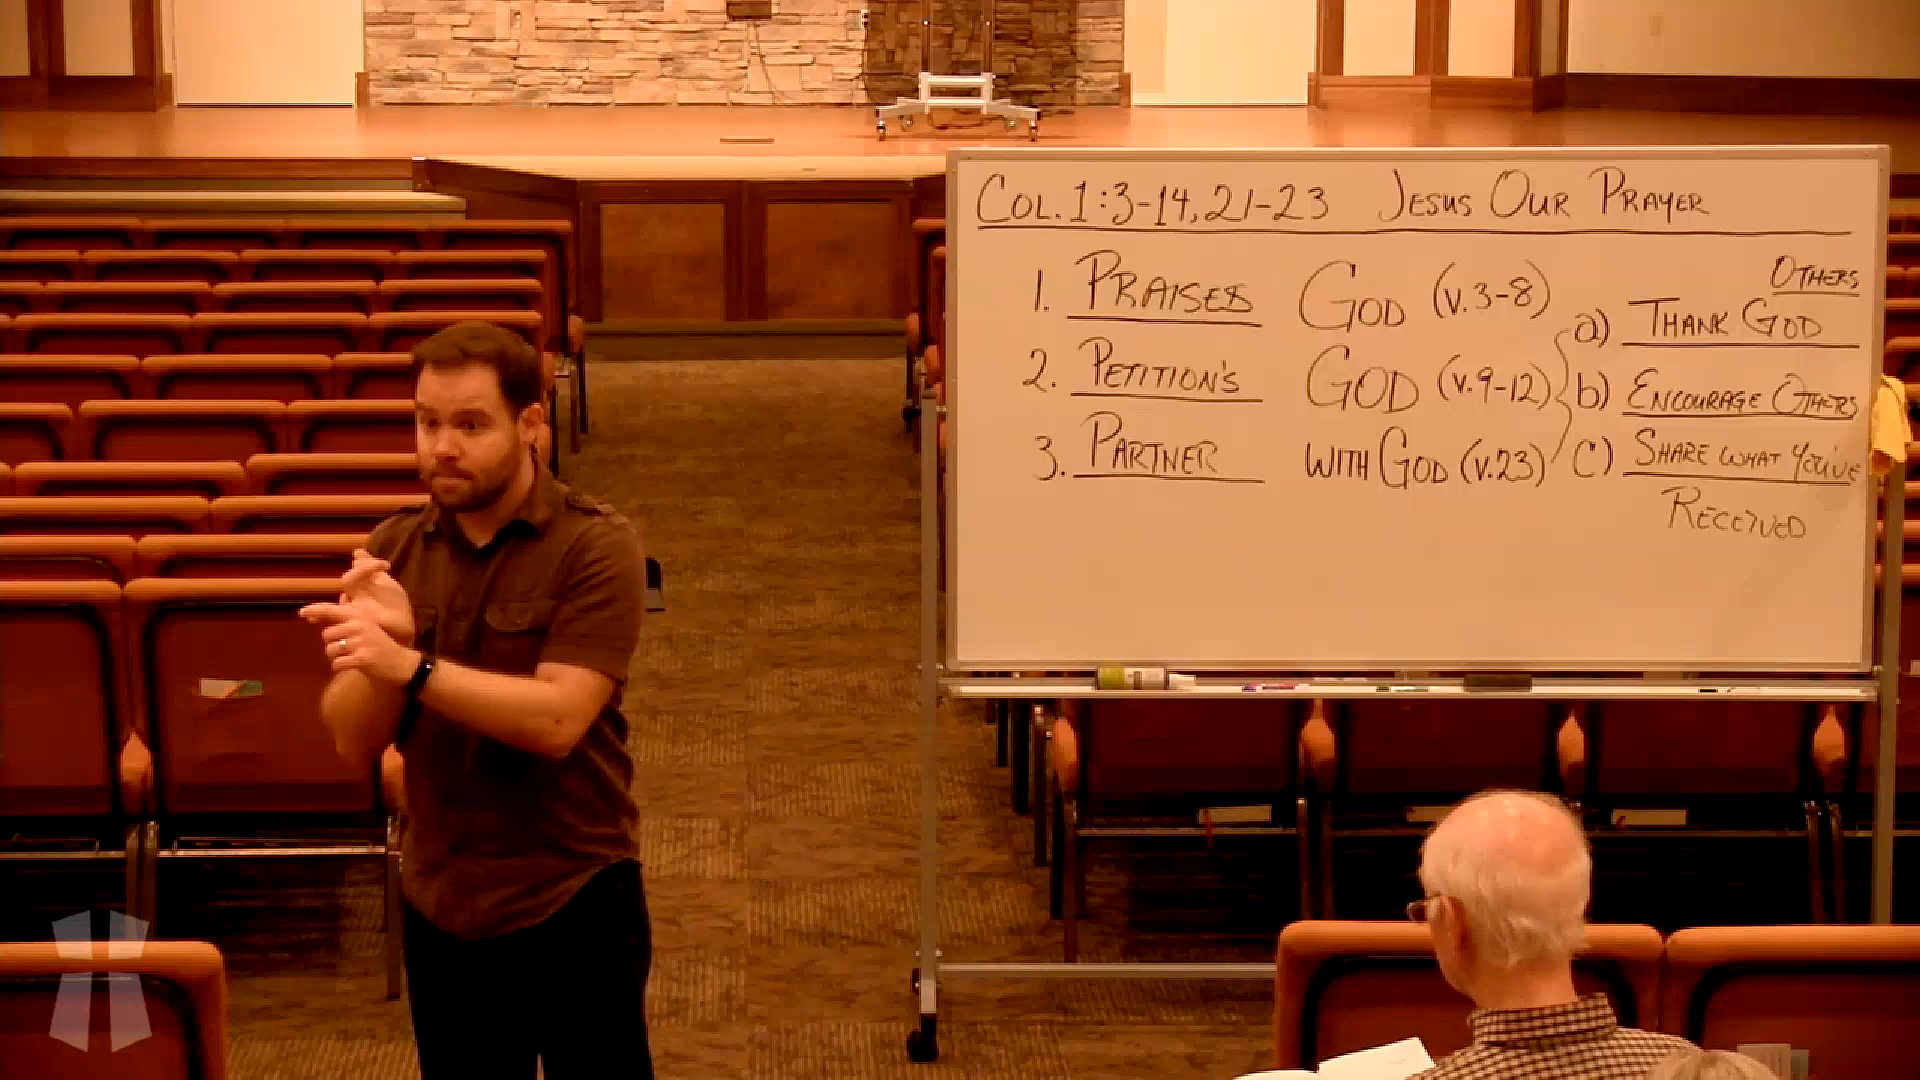 COL. 1:3-14, 21-23 JESUS OUR PRAYER
OTHERS
1. PRAISES GOD (v.3-8)
a) THANK GOD
2. PETITION'S GOD (v.9-12)
b) ENCOURAGE OTHERS
3. PARTNER WITH GOD (v.23)
c) SHARE WHAT YOU'VE
RECEIVED